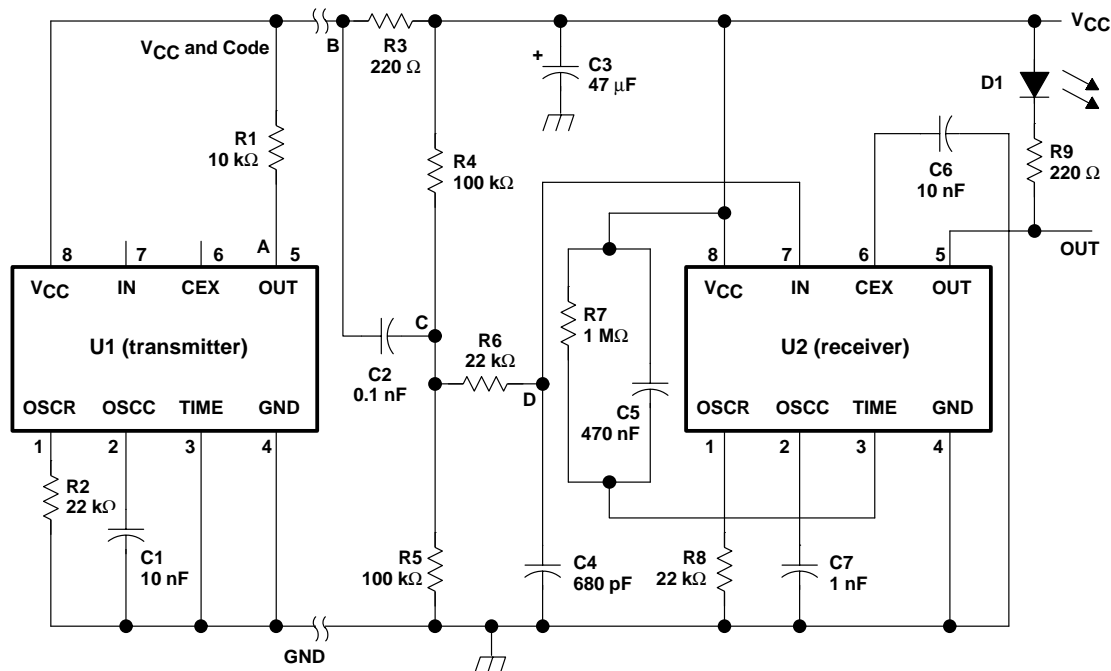 VCC and Code
B
R3
220 Ω
+
C3
47 μF
VCC
D1
R1
10 kΩ
R4
100 kΩ
C6
10 nF
R9
220 Ω
A
OUT
8
7
6
5
VCC
IN
CEX
OUT
U1 (transmitter)
OSCR
OSCC
TIME
GND
1
2
3
4
R2
22 kΩ
C1
10 nF
C2
0.1 nF
C
R6
22 kΩ
D
R5
100 kΩ
C4
680 pF
R7
1 MΩ
C5
470 nF
8
7
6
5
VCC
IN
CEX
OUT
U2 (receiver)
OSCR
OSCC
TIME
GND
1
2
3
4
R8
22 kΩ
C7
1 nF
GND